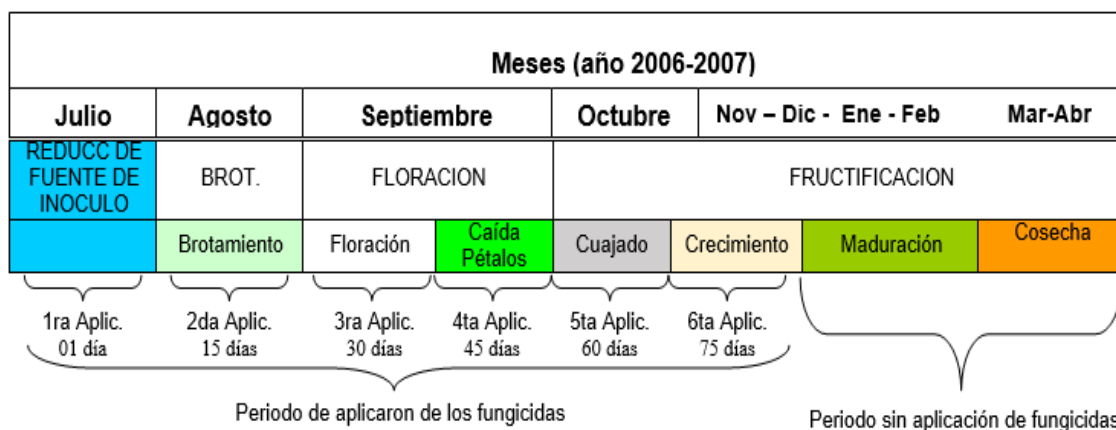 Meses (año 2006-2007)
Julio Agosto Septiembre Octubre Nov – Dic - Ene - Feb Mar-Abr
REDUCC DE
FUENTE DE
INOCULO
BROT. FLORACION FRUCTIFICACION
Brotamiento Floración Caída
Pétalos Cuajado Crecimiento Maduración Cosecha
1ra Aplic. 2da Aplic. 3ra Aplic. 4ta Aplic. 5ta Aplic. 6ta Aplic.
01 día 15 días 30 días 45 días 60 días 75 días
Periodo de aplicaron de los fungicidas
Periodo sin aplicación de fungicidas